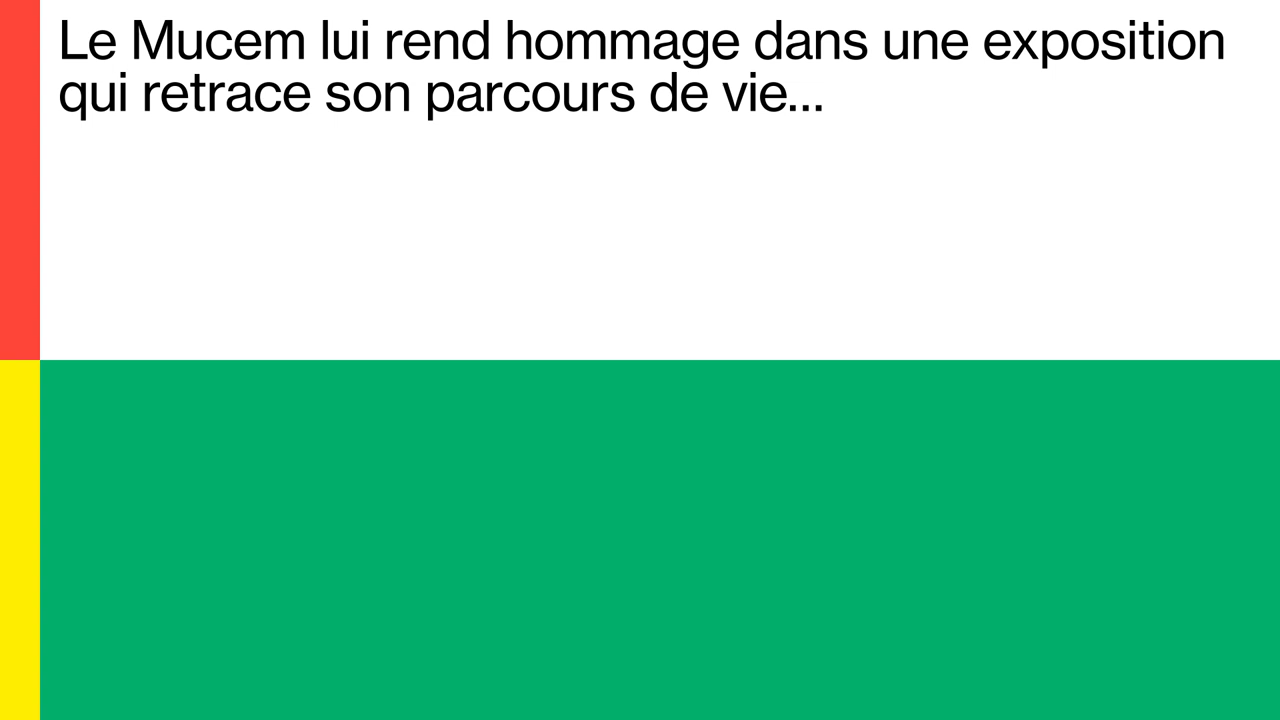 Le Mucem lui rend hommage dans une exposition
qui retrace son parcours de vie...